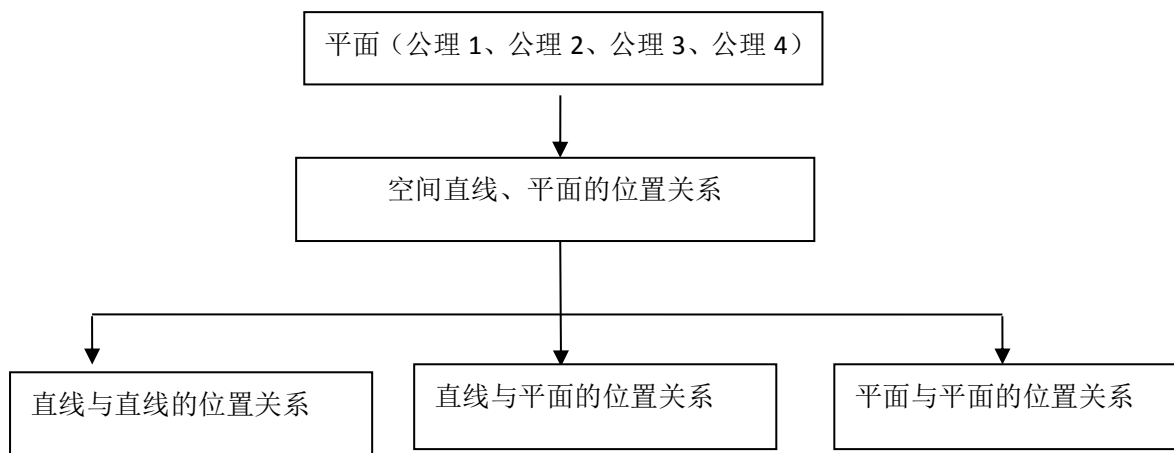 平面（公理 1、公理 2、公理 3、公理 4）
空间直线、平面的位置关系
直线与直线的位置关系
直线与平面的位置关系
平面与平面的位置关系